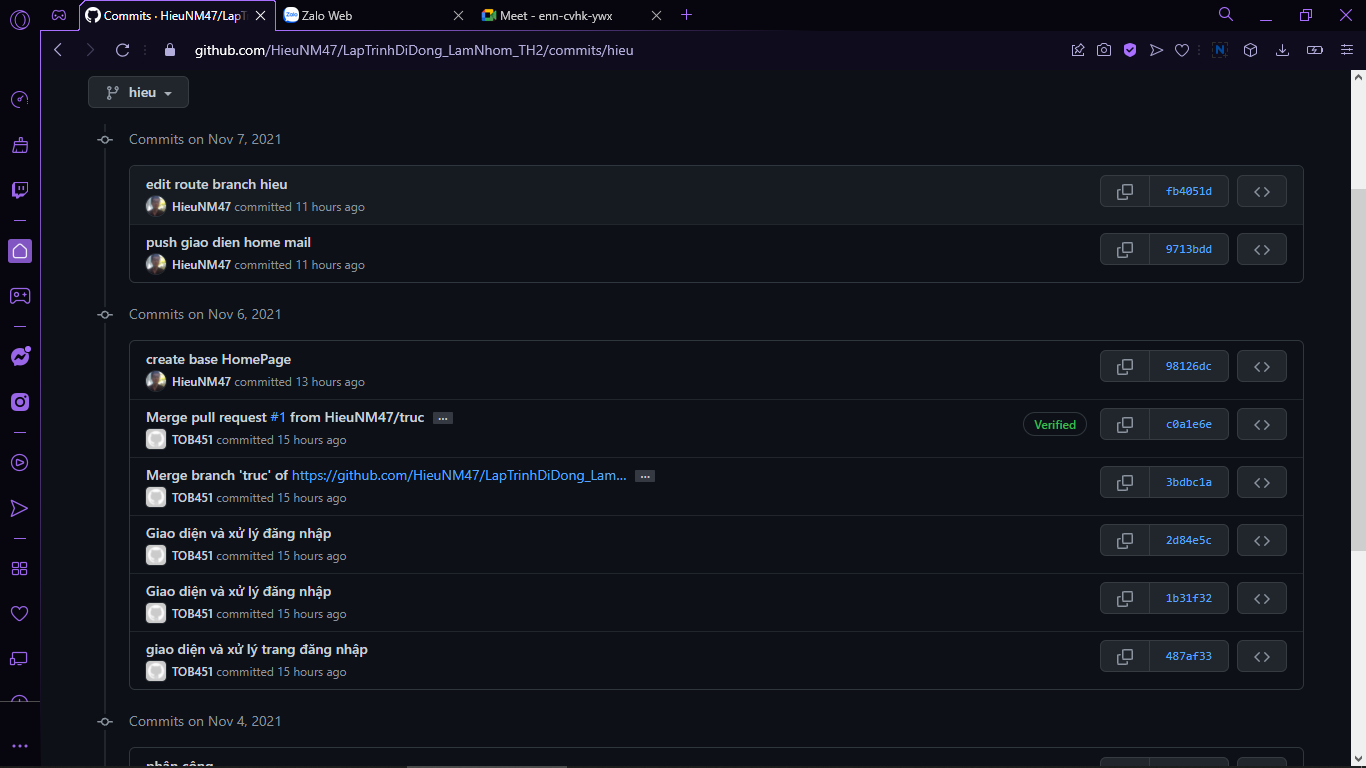 Commits · HieuNM47/LapT
Zalo Web
Meet - enn-cvhk-ywx
github.com/HieuNM47/LapTrinhDiDong_LamNhom_TH2/commits/hieu
N
hieu
Commits on Nov 7, 2021
edit route branch hieu
fb4051d
HieuNM47 committed 11 hours ago
push giao dien home mail
9713bdd
HieuNM47 committed 11 hours ago
Commits on Nov 6, 2021
create base HomePage
98126dc
HieuNM47 committed 13 hours ago
Merge pull request #1 from HieuNM47/truc ...
Verified c0a1e6e
TOB451 committed 15 hours ago
Merge branch 'truc' of https://github.com/HieuNM47/LapTrinhDiDong_Lam... ...
3bdbc1a
TOB451 committed 15 hours ago
Giao diện và xử lý đăng nhập
2d84e5c
TOB451 committed 15 hours ago
Giao diện và xử lý đăng nhập
1b31f32
TOB451 committed 15 hours ago
giao diện và xử lý trang đăng nhập
487af33
TOB451 committed 15 hours ago
Commits on Nov 4, 2021
phân công